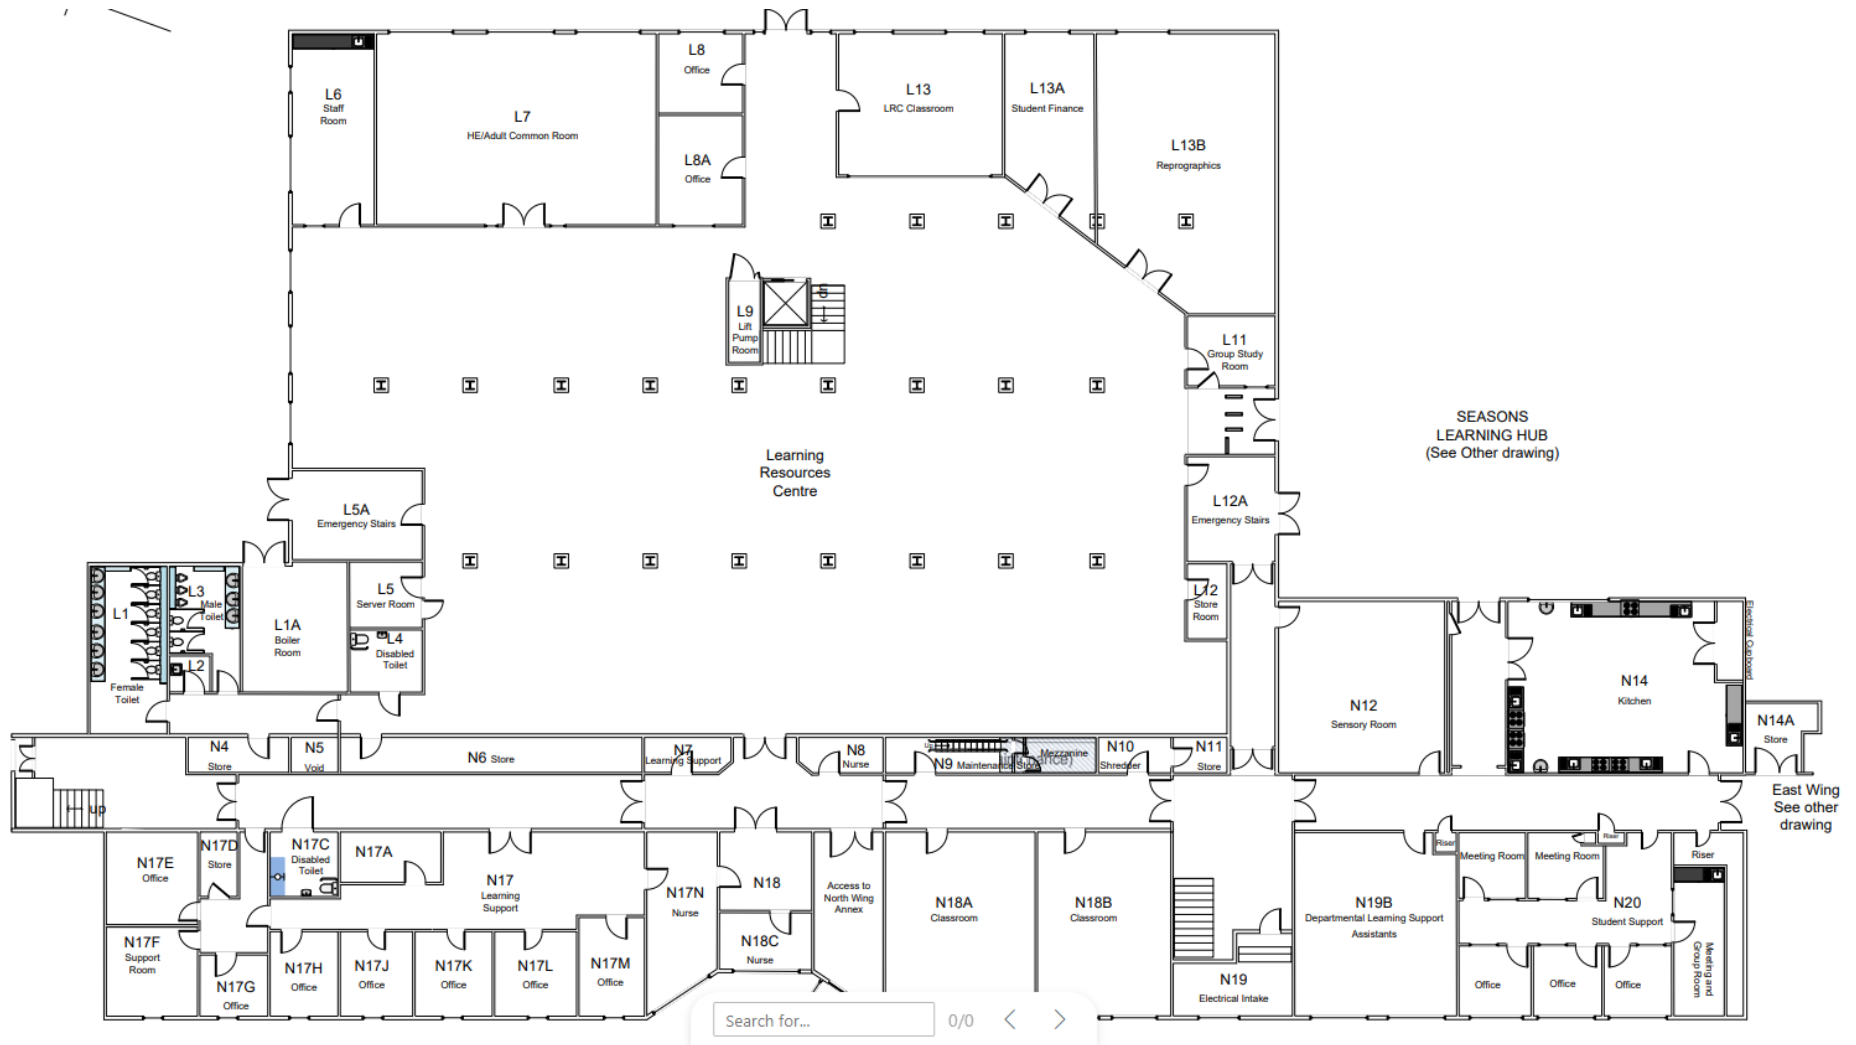 L6
Staff
Room
L7
HE/Adult Common Room
L8
Office
L8A
Office
L13
LRC Classroom
L13A
Student Finance
L13B
Reprographics
L9
Lift
Pump
Room
up
L11
Group Study
Room
SEASONS
LEARNING HUB
(See Other drawing)
Learning
Resources
Centre
L5A
Emergency Stairs
L12A
Emergency Stairs
L1
Female
Toilet
L3
Male
Toilet
L2
L1A
Boiler
Room
L5
Server Room
L4
Disabled
Toilet
L12
Store
Room
N12
Sensory Room
N14
Kitchen
Electrical Cupboard
N14A
Store
N4
Store
N5
Void
N6 Store
N7
Learning Support
N8
Nurse
N9 Maintenance Store
Mezzanine
N10
Shredder
N11
Store
up
East Wing
See other
drawing
N17E
Office
N17D
Store
N17C
Disabled
Toilet
N17A
N17
Learning
Support
N17N
Nurse
N18
N18C
Nurse
Access to
North Wing
Annex
N18A
Classroom
N18B
Classroom
N19B
Departmental Learning Support
Assistants
Riser
Meeting Room
Meeting Room
Riser
Riser
N20
Student Support
Meeting and
Group Room
N17F
Support
Room
N17G
Office
N17H
Office
N17J
Office
N17K
Office
N17L
Office
N17M
Office
N19
Electrical Intake
Office
Office
Office
Search for...
0/0